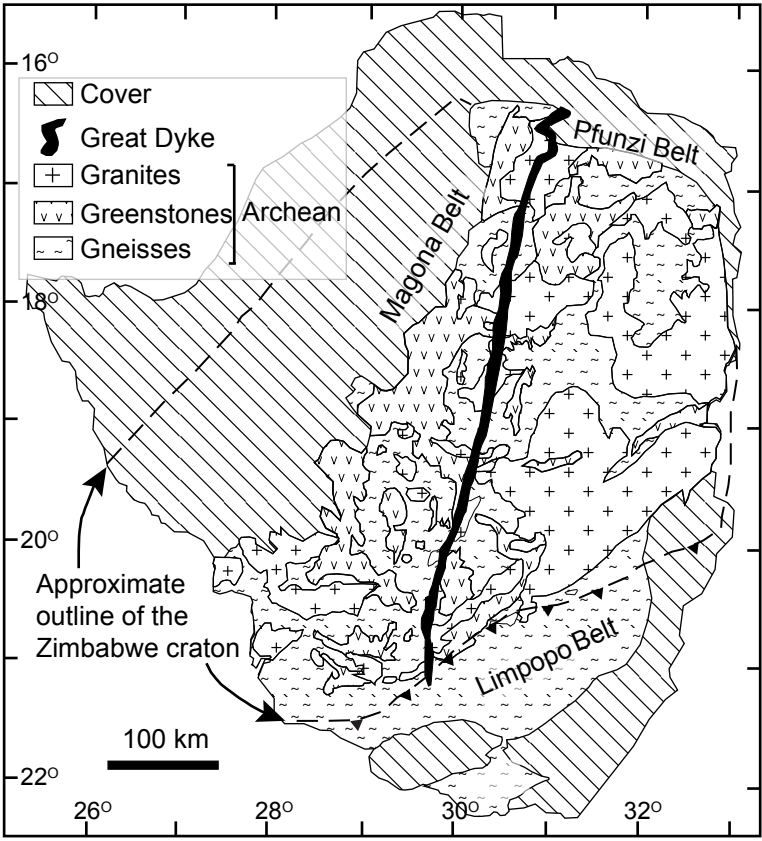 16°
Cover
Great Dyke
Granites
Greenstones
Archean
Gneisses
18°
Pfunzi Belt
Magona Belt
20°
Approximate
outline of the
Zimbabwe craton
Limpopo Belt
100 km
22°
26°
28°
30°
32°